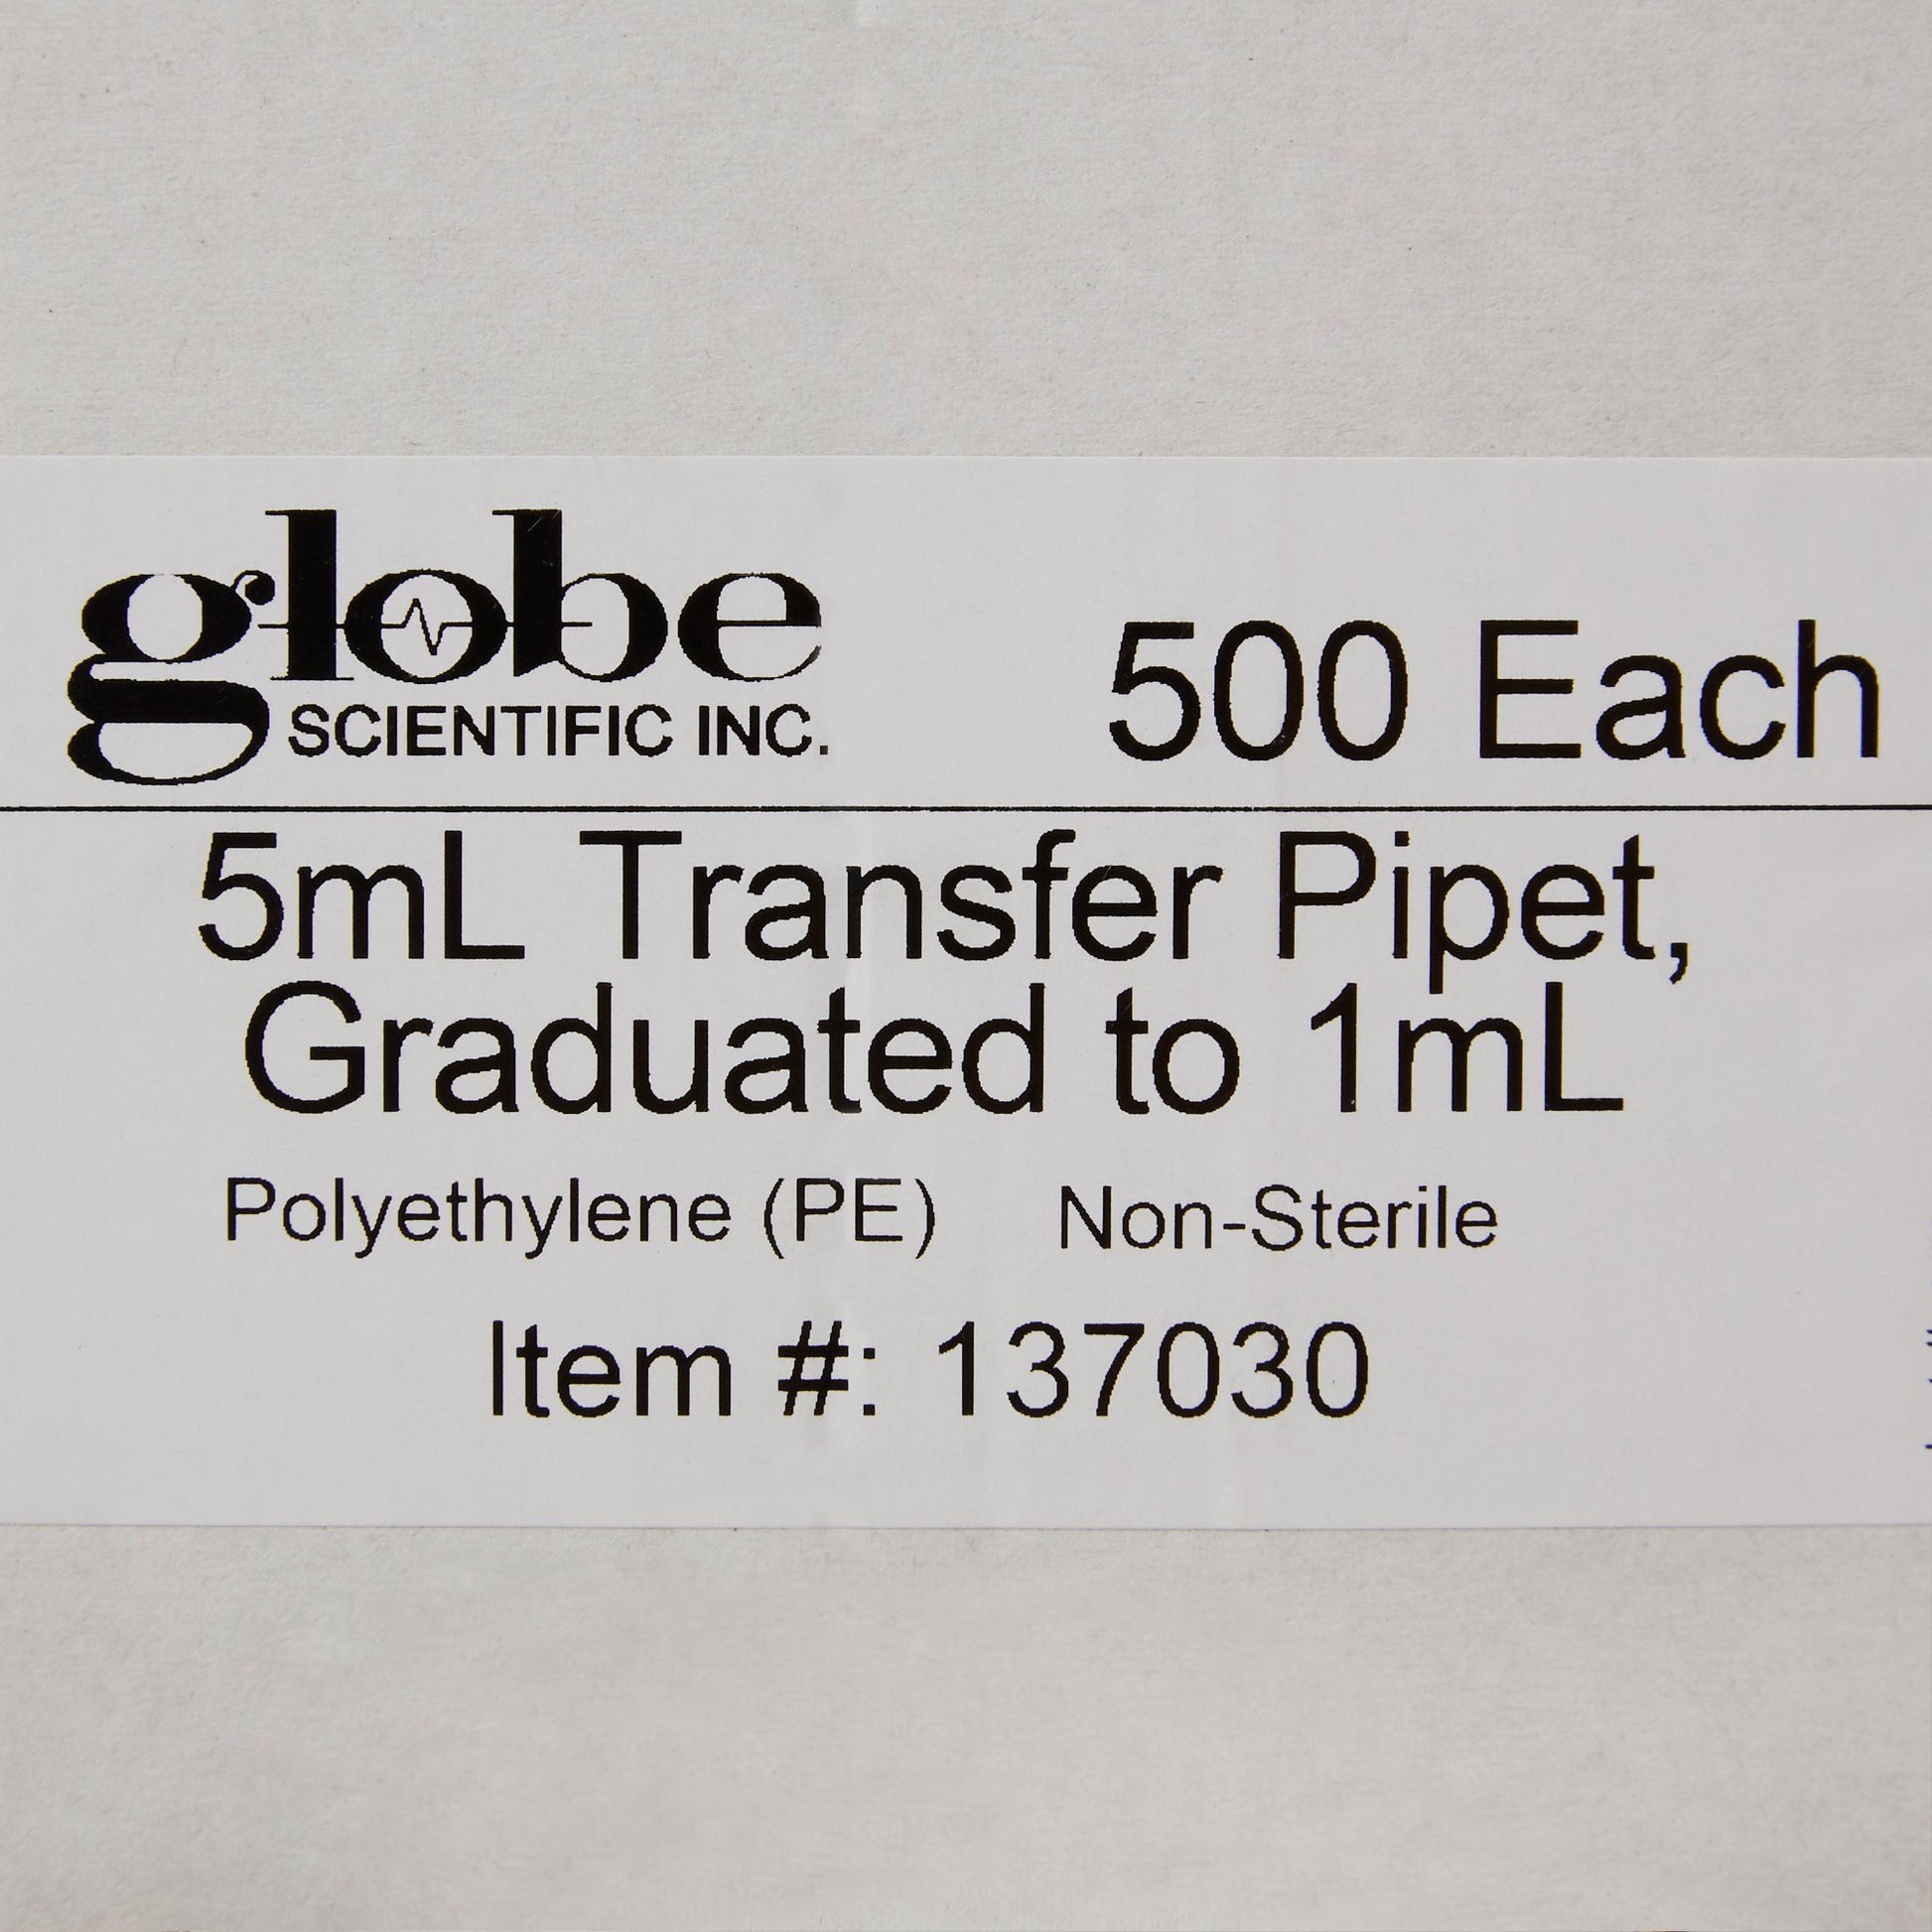 globe
SCIENTIFIC INC.
500 Each
5mL Transfer Pipet,
Graduated to 1mL
Polyethylene (PE) Non-Sterile
Item #: 137030